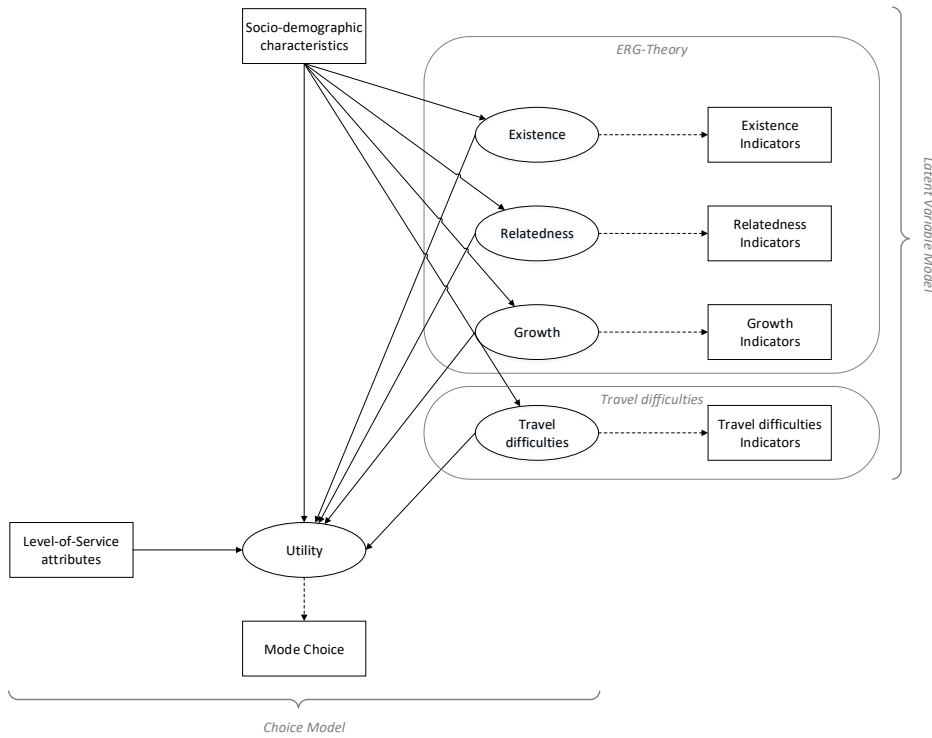 Socio-demographic
characteristics
ERG-Theory
Existence
Existence
Indicators
Relatedness
Relatedness
Indicators
Growth
Growth
Indicators
Travel difficulties
Travel
difficulties
Travel difficulties
Indicators
Latent Variable Model
Level-of-Service
attributes
Utility
Mode Choice
Choice Model